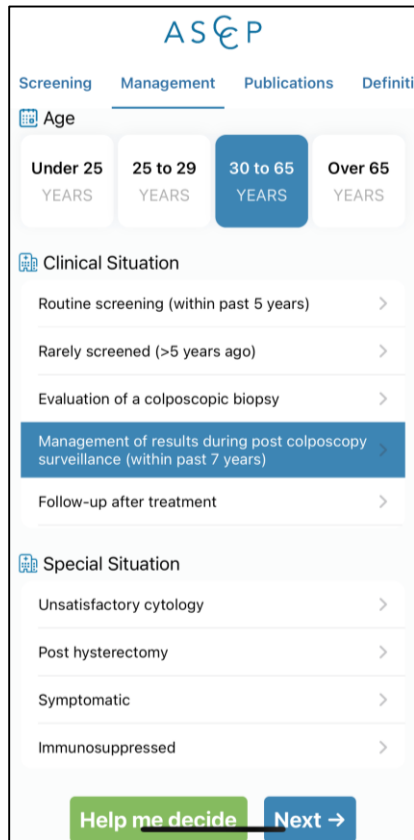 ASCCP
Screening Management Publications Definiti
Age
Under 25 25 to 29 30 to 65 Over 65
YEARS YEARS YEARS YEARS
Clinical Situation
Routine screening (within past 5 years)
Rarely screened (>5 years ago)
Evaluation of a colposcopic biopsy
Management of results during post colposcopy
surveillance (within past 7 years)
Follow-up after treatment
Special Situation
Unsatisfactory cytology
Post hysterectomy
Symptomatic
Immunosuppressed
Help me decide Next →